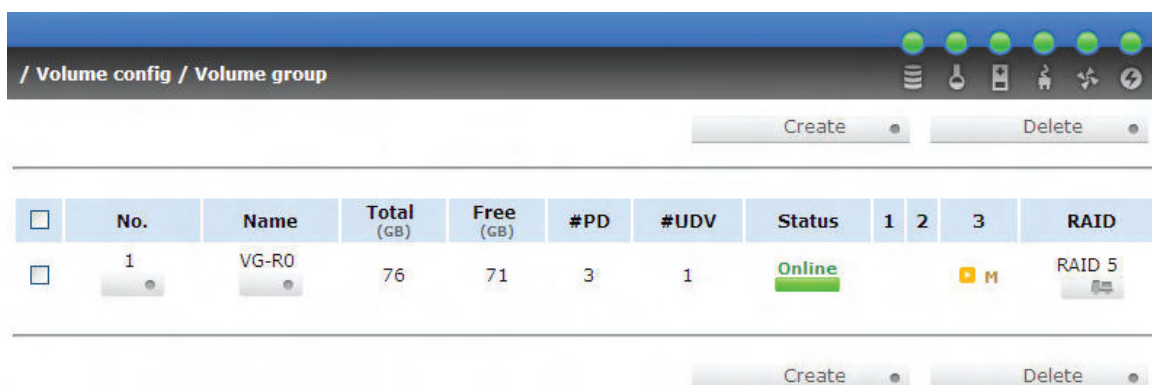 / Volume config / Volume group
Create Delete
No. Name Total (GB) Free (GB) #PD #UDV Status 1 2 3 RAID
1 VG-R0 76 71 3 1 Online M RAID 5
Create Delete